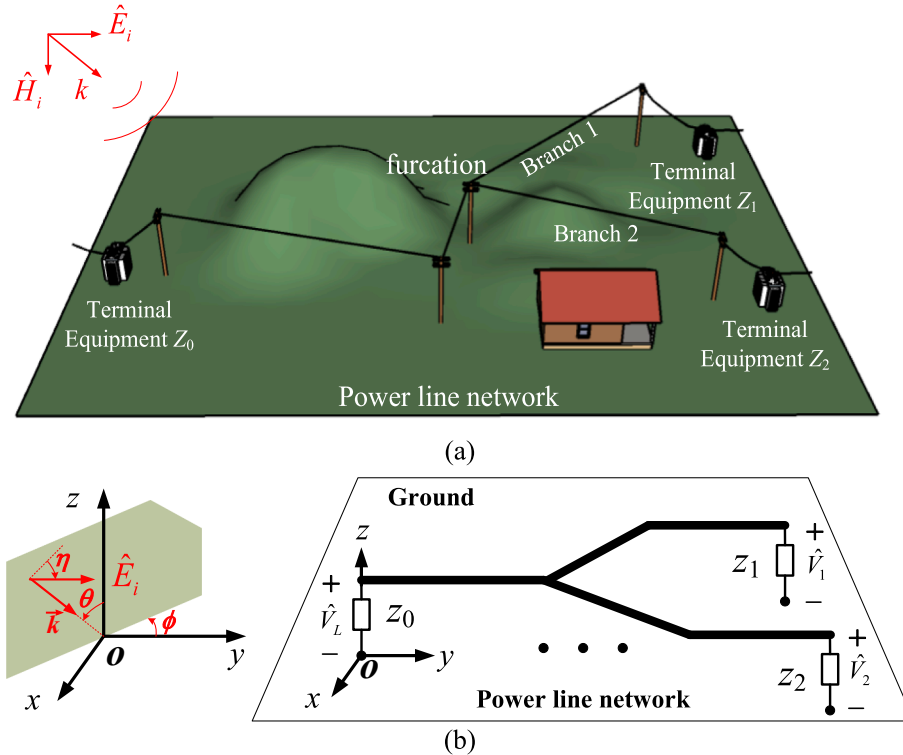 Ê_i
Ĥ_i
k
furcation
Branch 1
Terminal
Equipment Z_1
Branch 2
Terminal
Equipment Z_0
Terminal
Equipment Z_2
Power line network
(a)
z
η
Ê_i
θ
k⃗
ϕ
o
y
x
Ground
z
+
V̂_L
z_0
−
o
y
x
z_1
+
V̂_1
−
z_2
+
V̂_2
−
Power line network
(b)